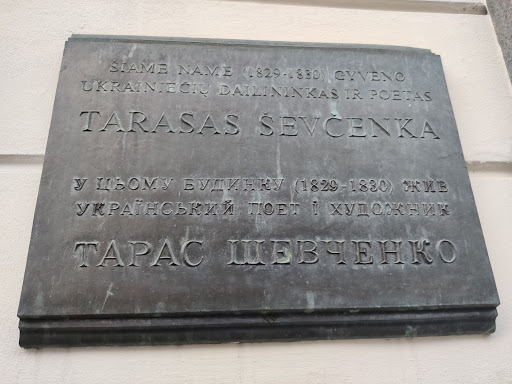 ŠIAME NAME (1829-1830) GYVENO
UKRAINIEČIŲ DAILININKAS IR POETAS
TARASAS ŠEVČENKA
У ЦЬОМУ БУДИНКУ (1829-1830) ЖИВ
УКРАЇНСЬКИЙ ПОЕТ І ХУДОЖНИК
ТАРАС ШЕВЧЕНКО